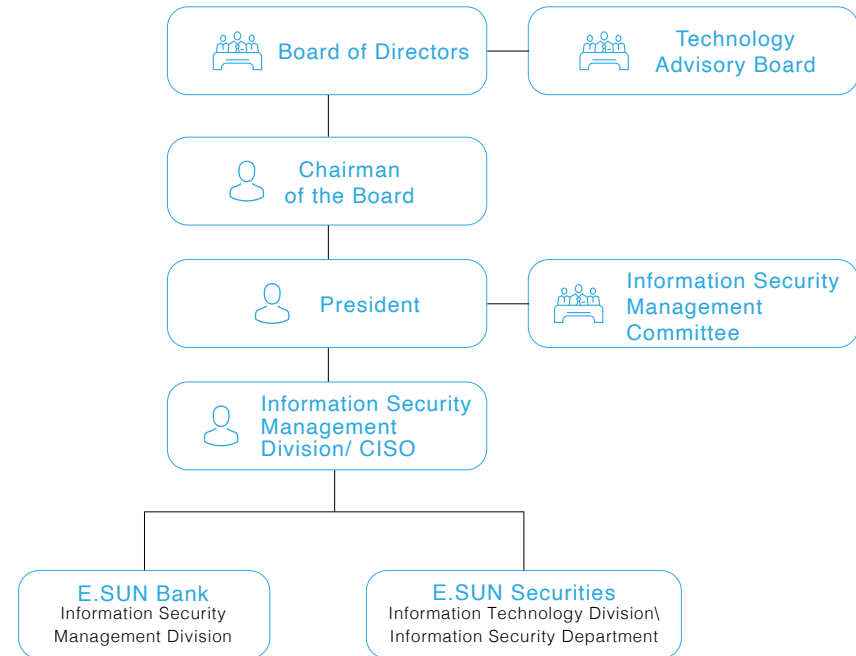 Board of Directors
Technology
Advisory Board
Chairman
of the Board
President
Information Security
Management
Committee
Information Security
Management
Division/ CISO
E.SUN Bank
Information Security
Management Division
E.SUN Securities
Information Technology Division\
Information Security Department